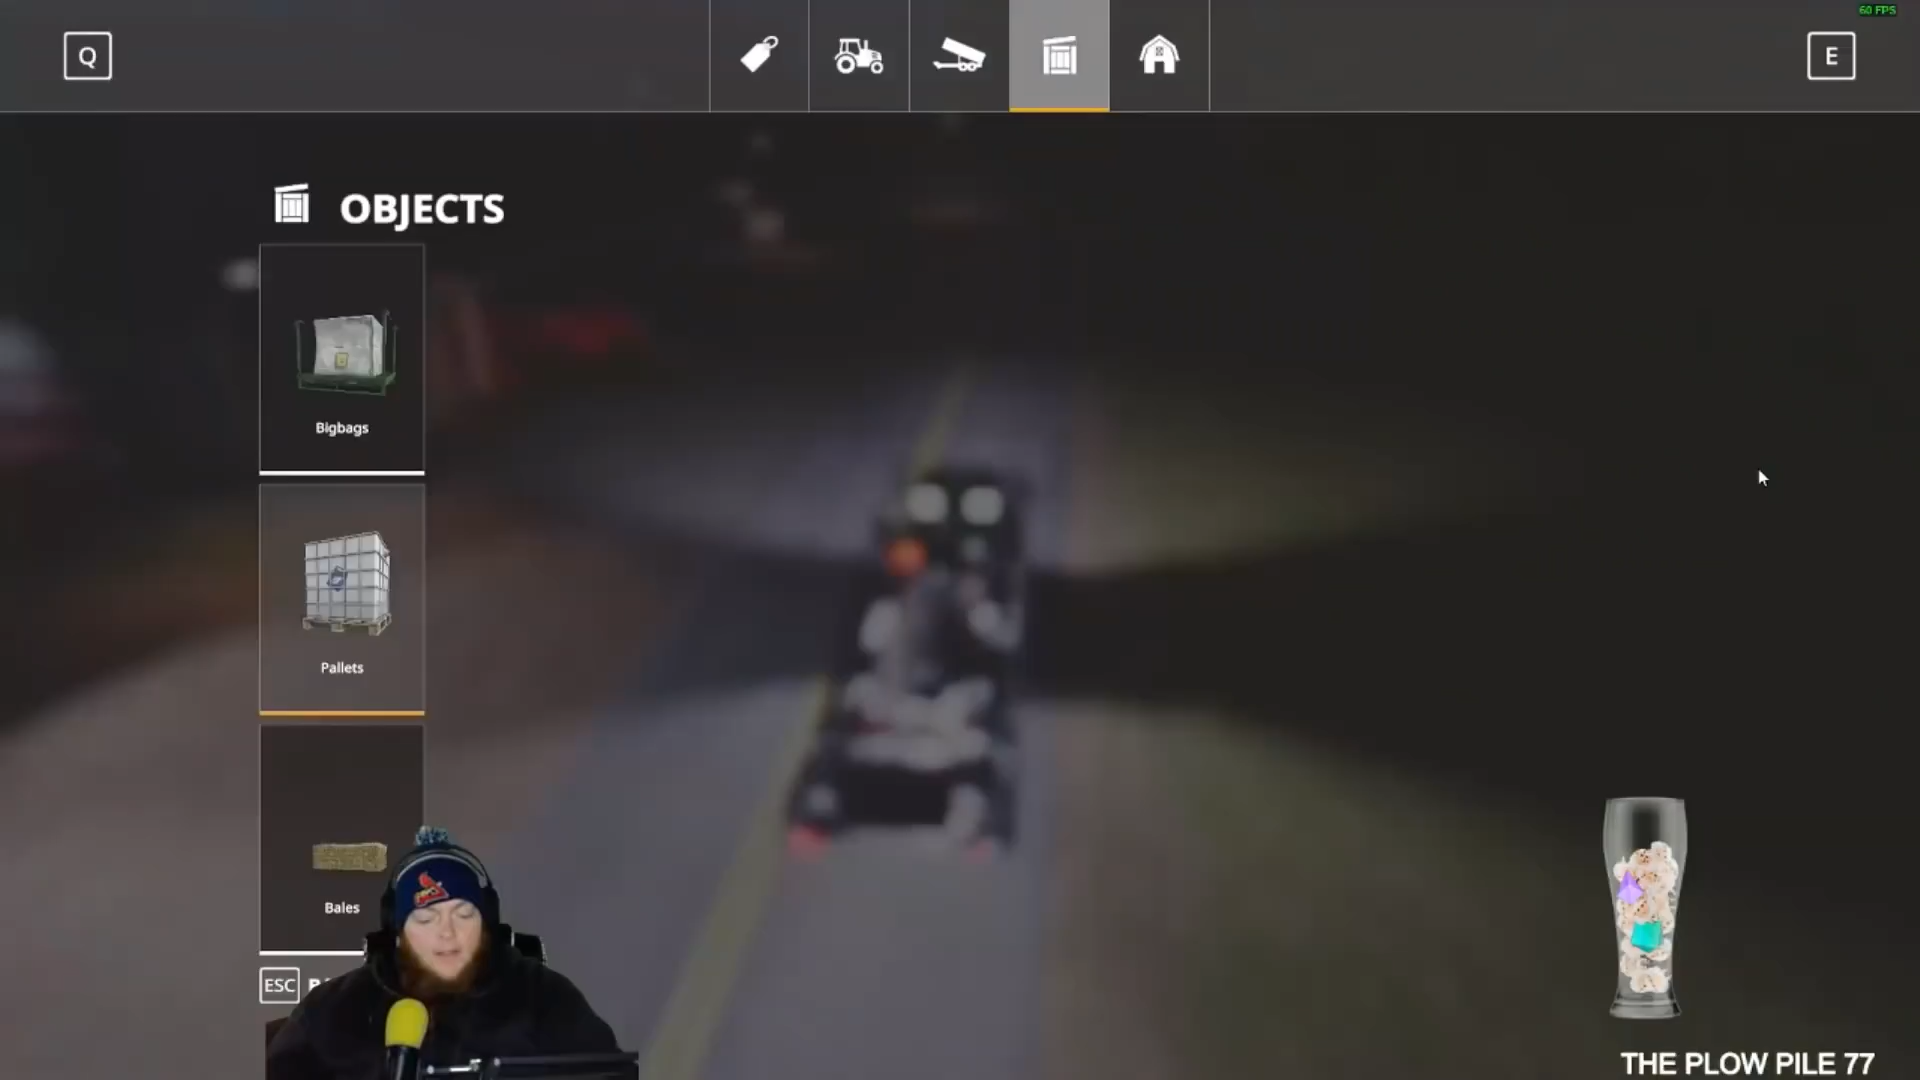 60 FPS
Q
E
OBJECTS
Bigbags
Pallets
Bales
ESC
THE PLOW PILE 77